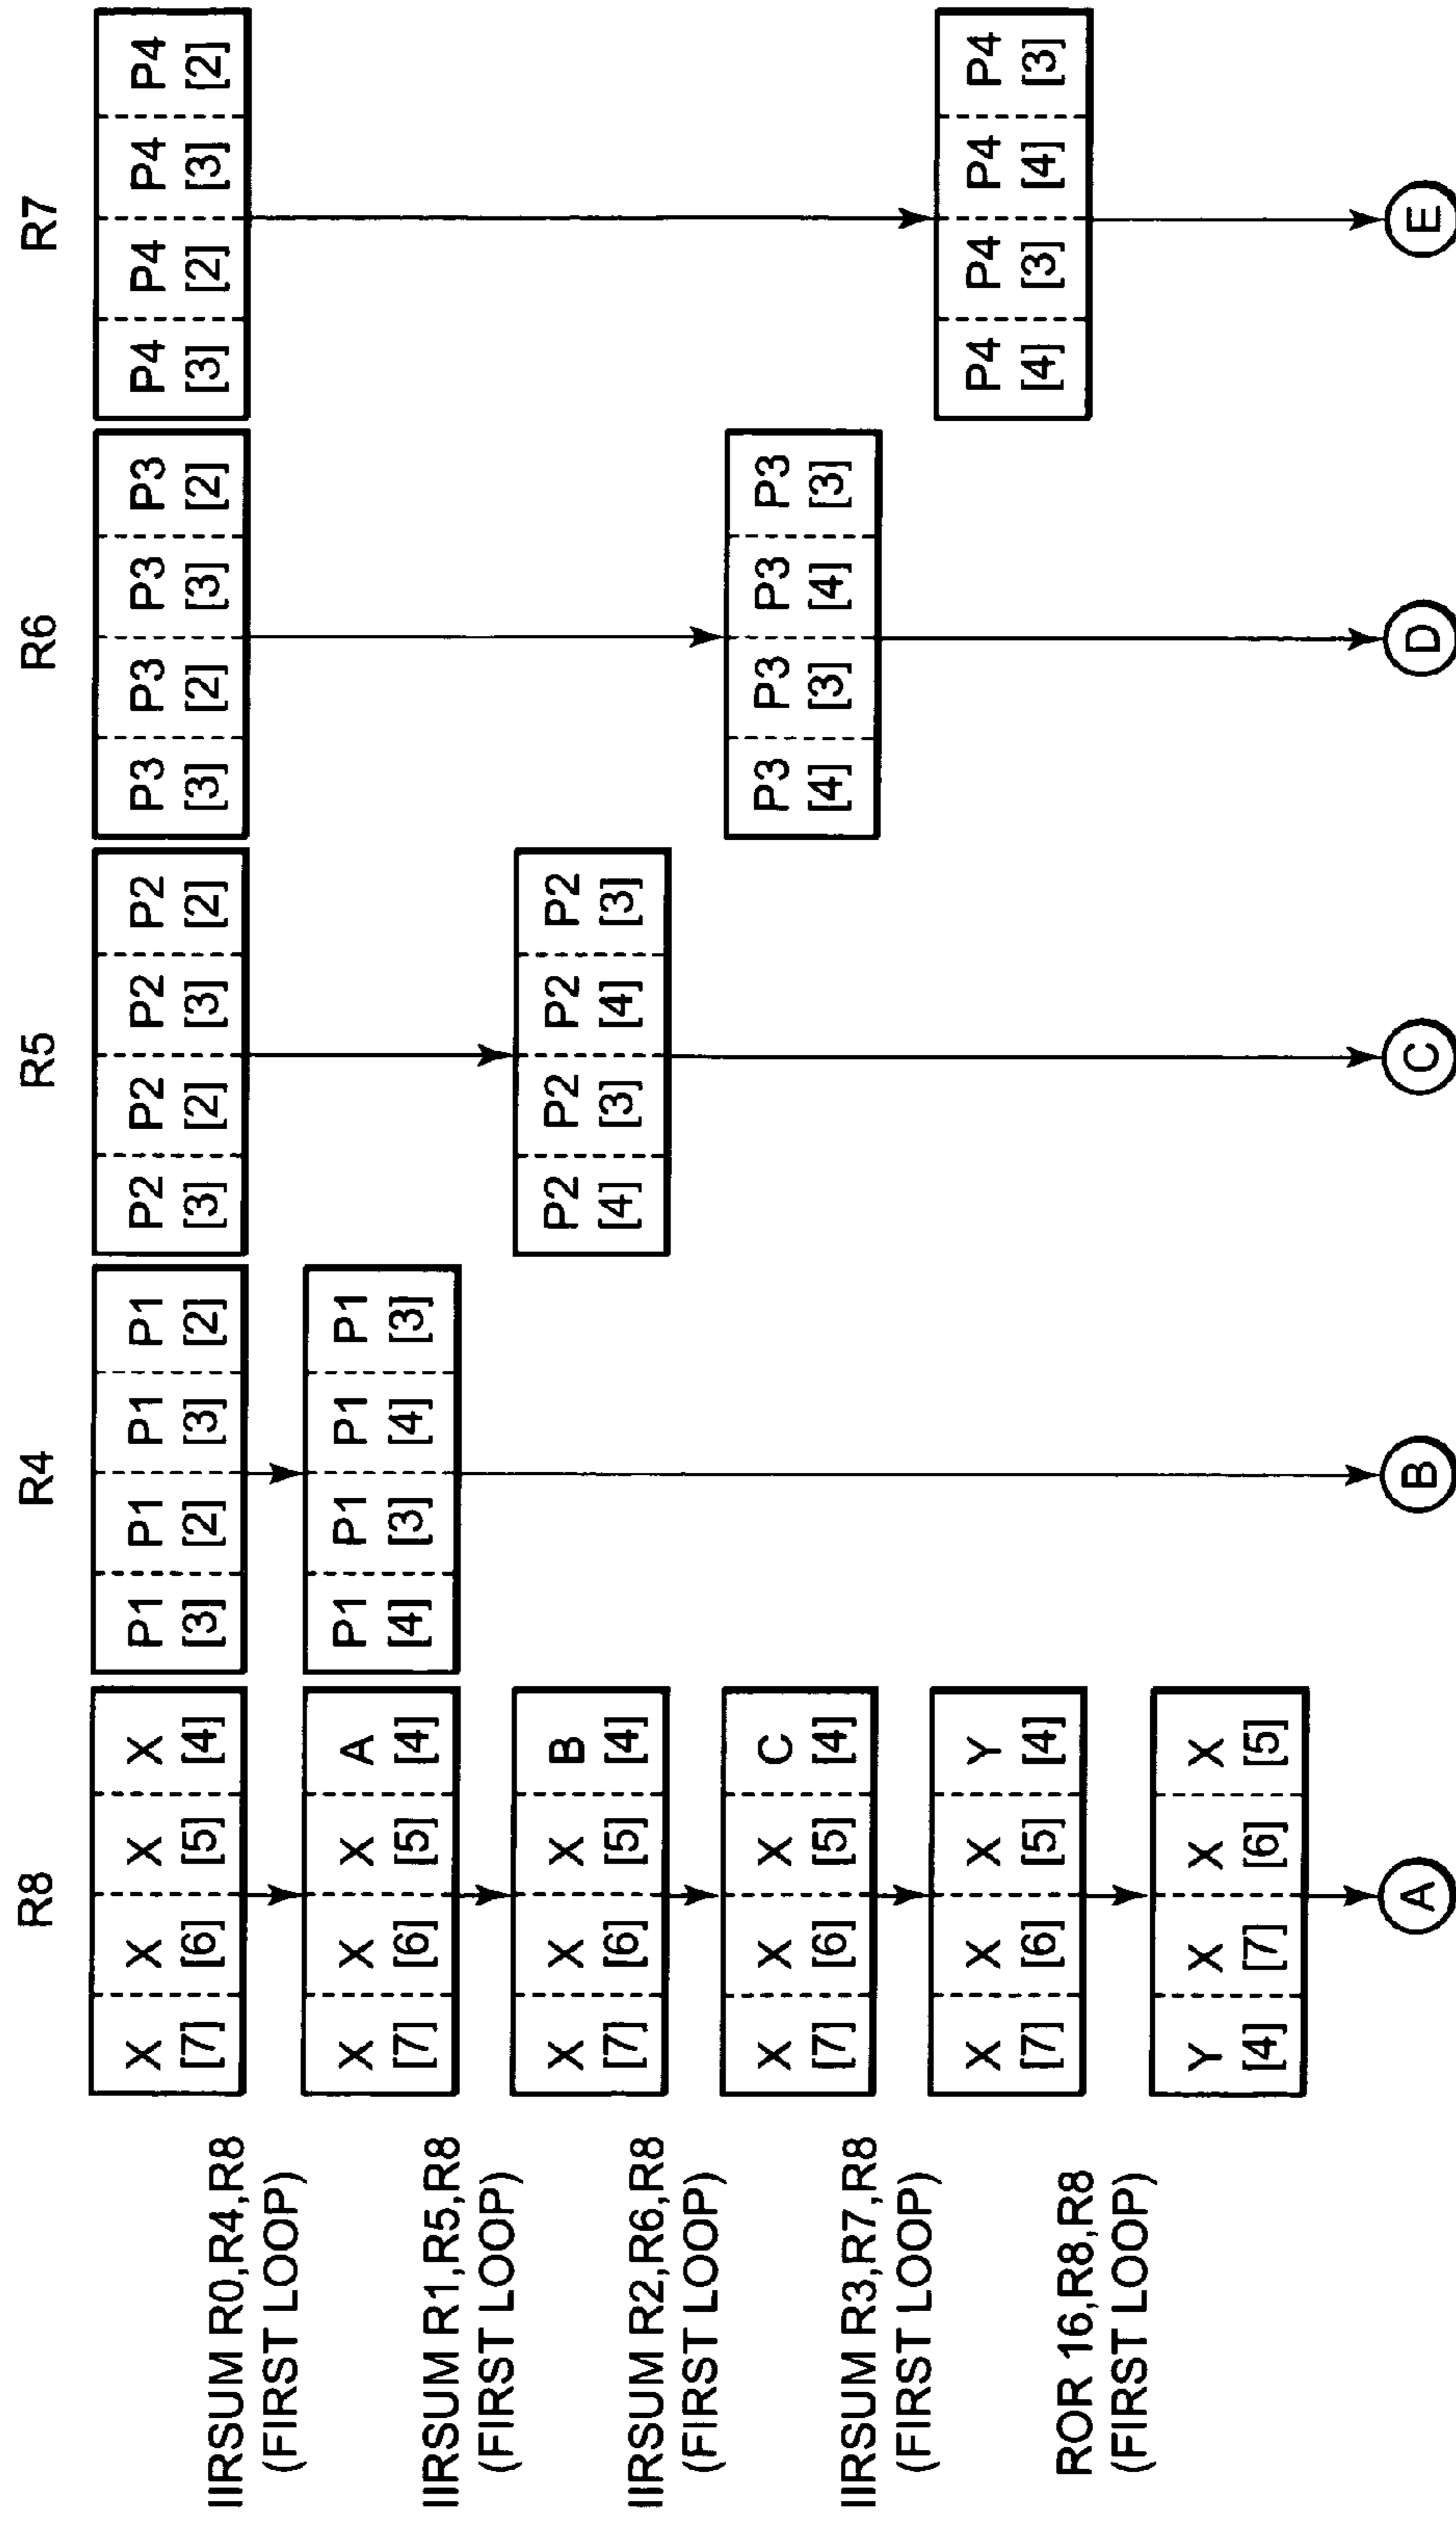 R8
R4
R5
R6
R7
X X X X
[7] [6] [5] [4]
P1 P1 P1 P1
[3] [2] [3] [2]
P2 P2 P2 P2
[3] [2] [3] [2]
P3 P3 P3 P3
[3] [2] [3] [2]
P4 P4 P4 P4
[3] [2] [3] [2]
IIRSUM R0,R4,R8
(FIRST LOOP)
X X X A
[7] [6] [5] [4]
P1 P1 P1 P1
[4] [3] [4] [3]
IIRSUM R1,R5,R8
(FIRST LOOP)
X X X B
[7] [6] [5] [4]
P2 P2 P2 P2
[4] [3] [4] [3]
IIRSUM R2,R6,R8
(FIRST LOOP)
X X X C
[7] [6] [5] [4]
P3 P3 P3 P3
[4] [3] [4] [3]
IIRSUM R3,R7,R8
(FIRST LOOP)
X X X Y
[7] [6] [5] [4]
P4 P4 P4 P4
[4] [3] [4] [3]
ROR 16,R8,R8
(FIRST LOOP)
Y X X X
[4] [7] [6] [5]
A
B
C
D
E